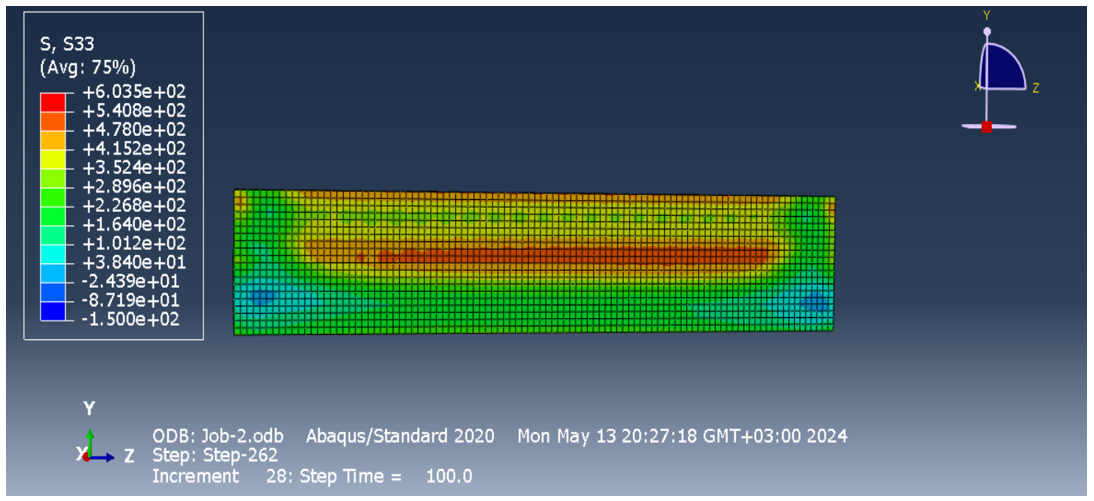 S, S33
(Avg: 75%)
+6.035e+02
+5.408e+02
+4.780e+02
+4.152e+02
+3.524e+02
+2.896e+02
+2.268e+02
+1.640e+02
+1.012e+02
+3.840e+01
-2.439e+01
-8.719e+01
-1.500e+02
Y
X
Z
Y
X
Z
ODB: Job-2.odb Abaqus/Standard 2020 Mon May 13 20:27:18 GMT+03:00 2024
Step: Step-262
Increment 28: Step Time = 100.0